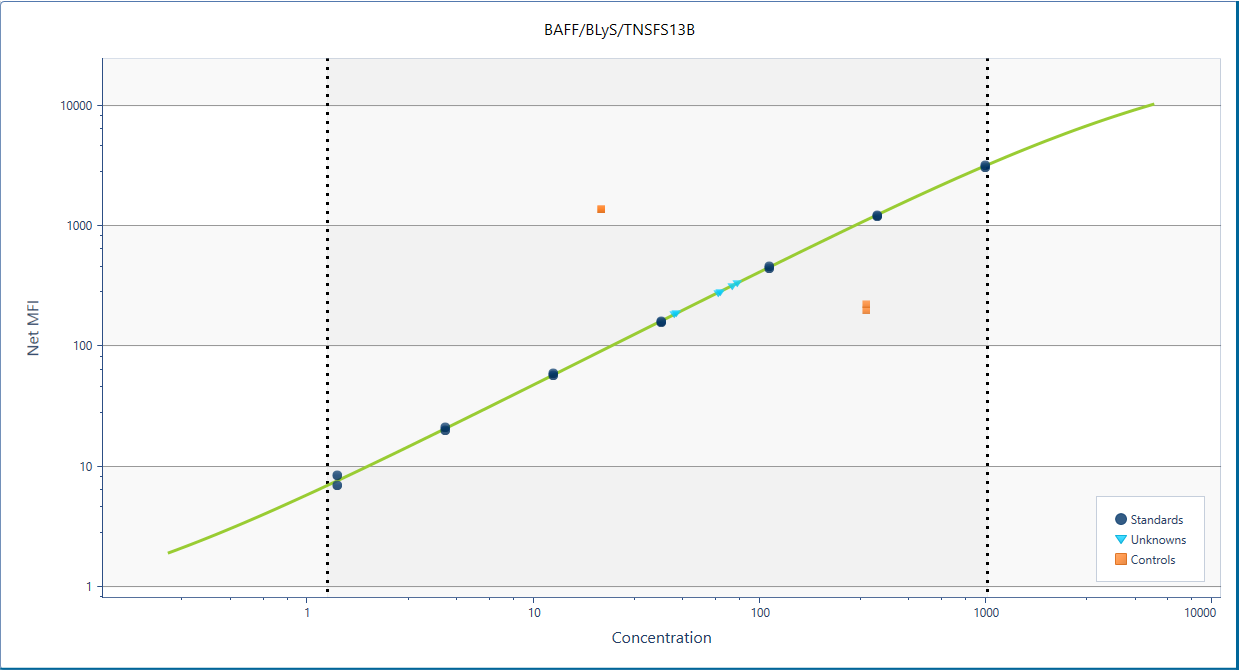 BAFF/BLyS/TNSFS13B
10000
1000
100
10
1
Net MFI
Standards
Unknowns
Controls
1 10 100 1000 10000
Concentration